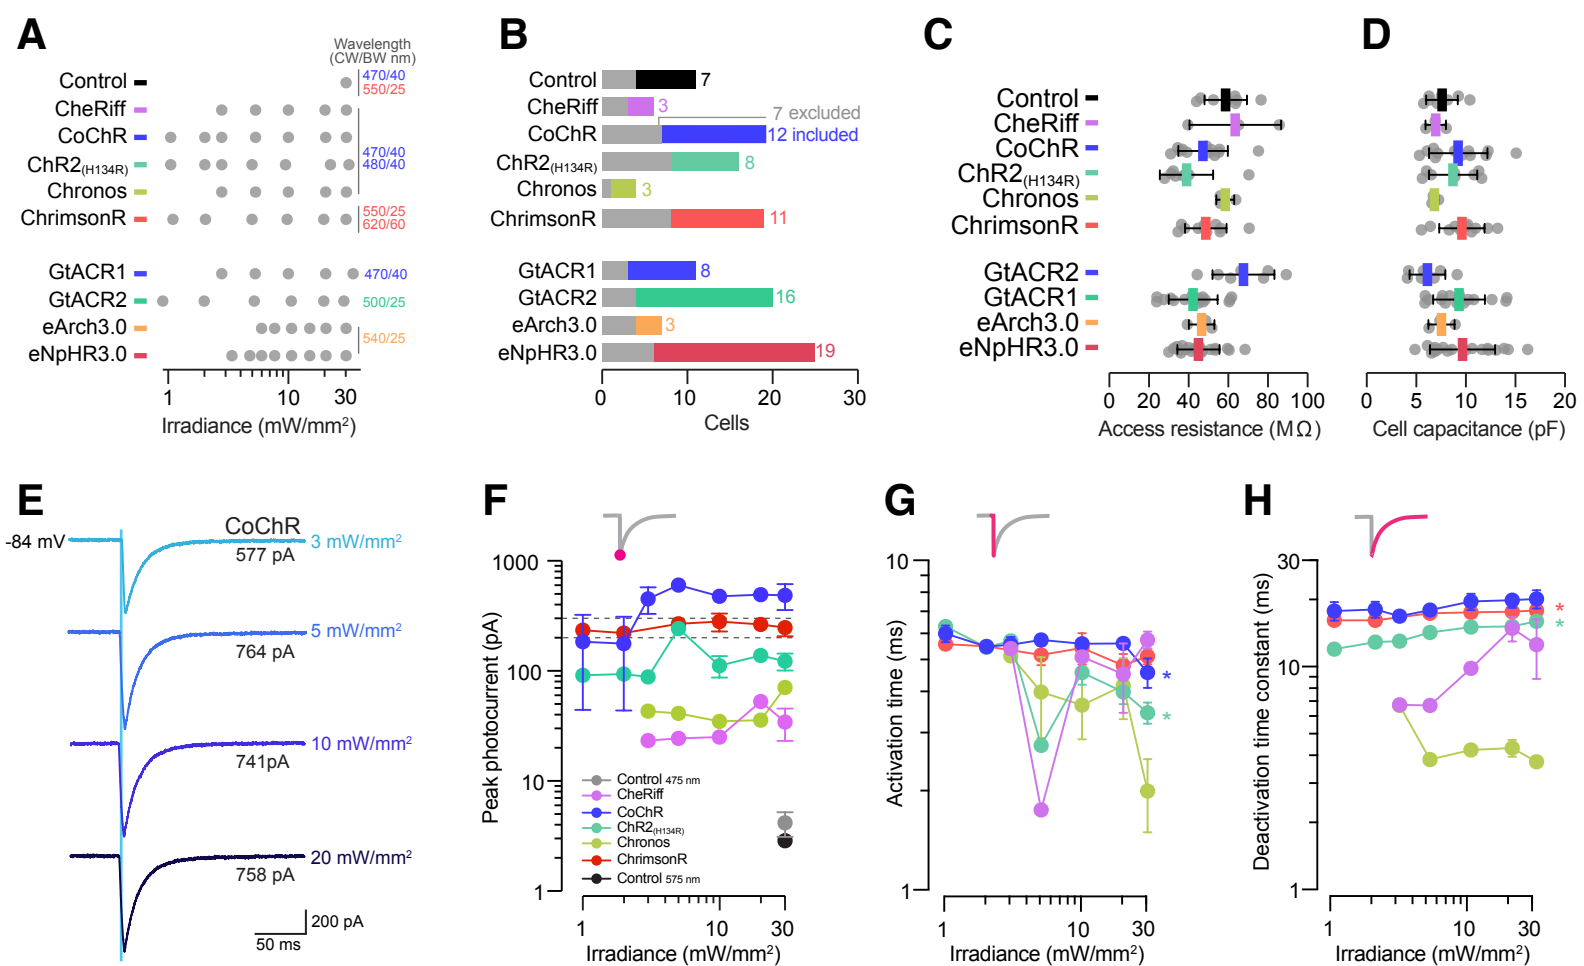 A
Wavelength
(CW/BW nm)
Control
470/40
550/25
CheRiff
CoChR
ChR2(H134R)
470/40
480/40
Chronos
ChrimsonR
550/25
620/60
GtACR1
470/40
GtACR2
500/25
eArch3.0
540/25
eNpHR3.0
1
10
30
Irradiance (mW/mm²)
B
Control
7
CheRiff
3
7 excluded
CoChR
12 included
ChR2(H134R)
8
Chronos
3
ChrimsonR
11
GtACR1
8
GtACR2
16
eArch3.0
3
eNpHR3.0
19
0
10
20
30
Cells
C
Control
CheRiff
CoChR
ChR2(H134R)
Chronos
ChrimsonR
GtACR2
GtACR1
eArch3.0
eNpHR3.0
0
20
40
60
80
100
Access resistance (MΩ)
D
0
5
10
15
20
Cell capacitance (pF)
E
CoChR
-84 mV
577 pA
3 mW/mm²
764 pA
5 mW/mm²
741pA
10 mW/mm²
758 pA
20 mW/mm²
200 pA
50 ms
F
Peak photocurrent (pA)
1000
100
10
1
Control 475 nm
CheRiff
CoChR
ChR2(H134R)
Chronos
ChrimsonR
Control 575 nm
1
10
30
Irradiance (mW/mm²)
G
Activation time (ms)
10
1
*
*
1
10
30
Irradiance (mW/mm²)
H
Deactivation time constant (ms)
30
10
1
*
*
1
10
30
Irradiance (mW/mm²)